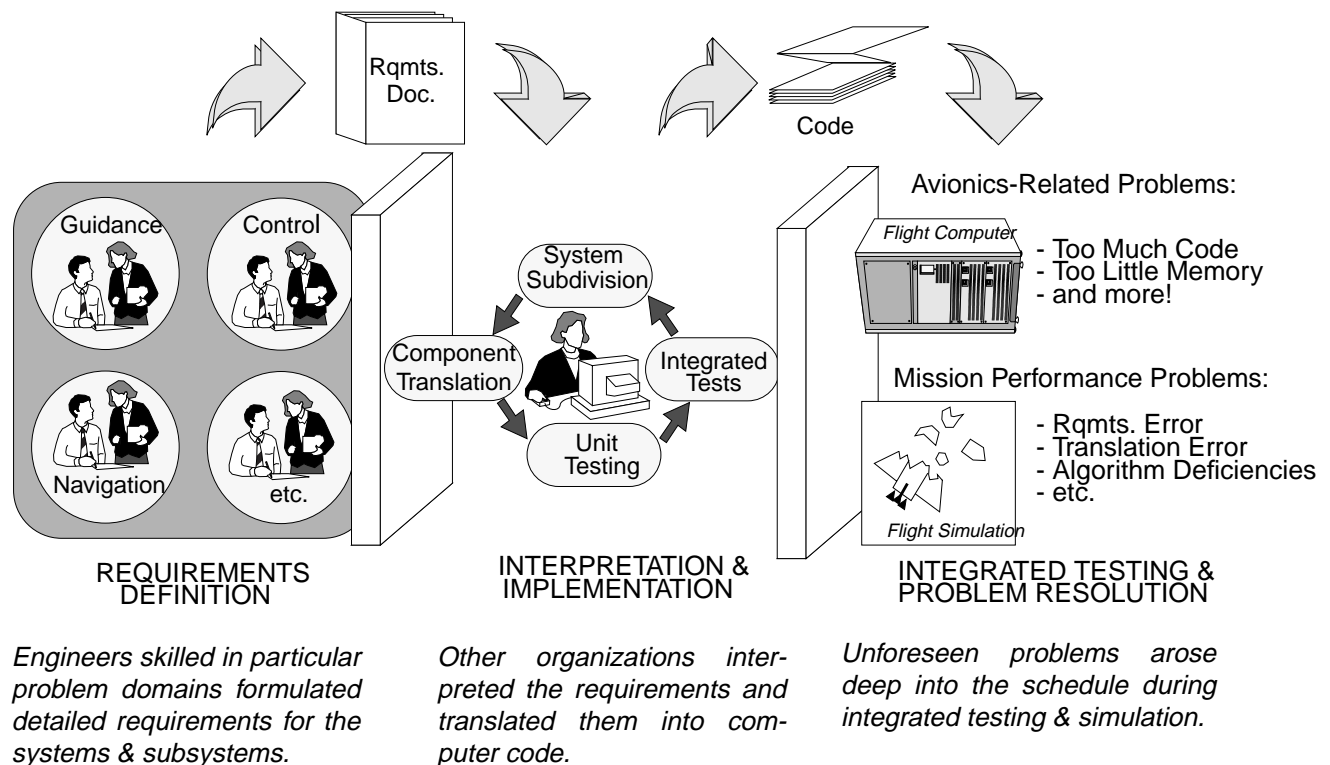 Rqmts.
Doc.
Code
Guidance
Control
Navigation
etc.
System
Subdivision
Component
Translation
Integrated
Tests
Unit
Testing
Avionics-Related Problems:
Flight Computer
- Too Much Code
- Too Little Memory
- and more!
Mission Performance Problems:
- Rqmts. Error
- Translation Error
- Algorithm Deficiencies
- etc.
Flight Simulation
REQUIREMENTS
DEFINITION
INTERPRETATION &
IMPLEMENTATION
INTEGRATED TESTING &
PROBLEM RESOLUTION
Engineers skilled in particular
problem domains formulated
detailed requirements for the
systems & subsystems.
Other organizations inter-
preted the requirements and
translated them into com-
puter code.
Unforeseen problems arose
deep into the schedule during
integrated testing & simulation.